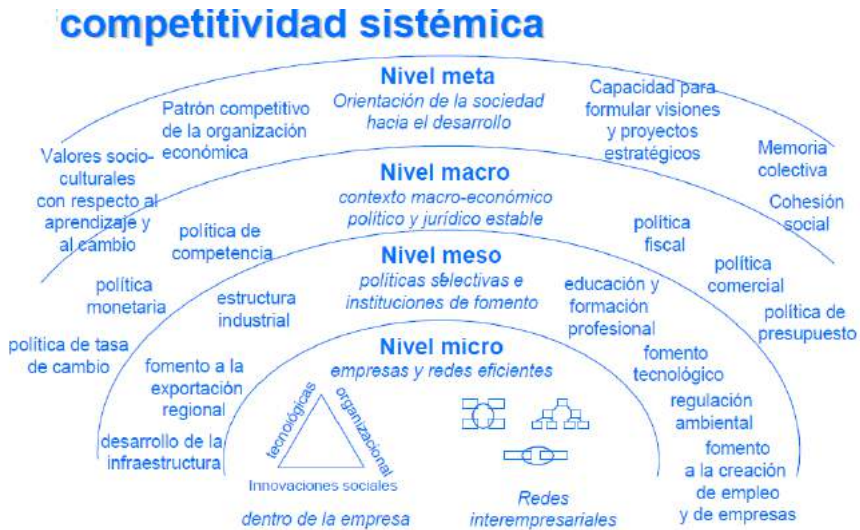 competitividad sistémica
Nivel meta
Orientación de la sociedad
hacia el desarrollo
Patrón competitivo
de la organización
económica
Capacidad para
formular visiones
y proyectos
estratégicos
Valores socio-
culturales
con respecto al
aprendizaje y
al cambio
Memoria
colectiva
Cohesión
social
Nivel macro
contexto macro-económico
político y jurídico estable
política de
competencia
política
monetaria
política de tasa
de cambio
política
fiscal
política
comercial
política de
presupuesto
Nivel meso
políticas selectivas e
instituciones de fomento
estructura
industrial
fomento a la
exportación
regional
desarrollo de la
infraestructura
educación y
formación
profesional
fomento
tecnológico
regulación
ambiental
fomento
a la creación
de empleo
y de empresas
Nivel micro
empresas y redes eficientes
tecnológicas
organizacional
Innovaciones sociales
dentro de la empresa
Redes
interempresariales